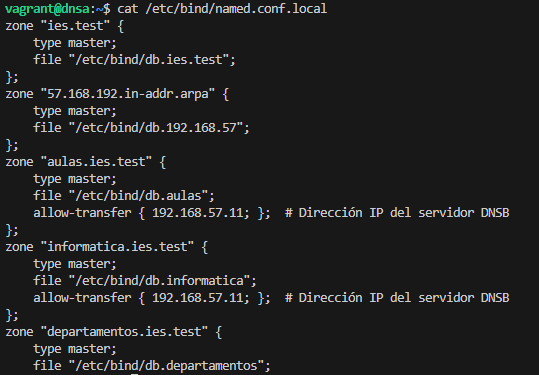 vagrant@dnsa:~$ cat /etc/bind/named.conf.local
zone "ies.test" {
    type master;
    file "/etc/bind/db.ies.test";
};
zone "57.168.192.in-addr.arpa" {
    type master;
    file "/etc/bind/db.192.168.57";
};
zone "aulas.ies.test" {
    type master;
    file "/etc/bind/db.aulas";
    allow-transfer { 192.168.57.11; };  # Dirección IP del servidor DNSB
};
zone "informatica.ies.test" {
    type master;
    file "/etc/bind/db.informatica";
    allow-transfer { 192.168.57.11; };  # Dirección IP del servidor DNSB
};
zone "departamentos.ies.test" {
    type master;
    file "/etc/bind/db.departamentos";